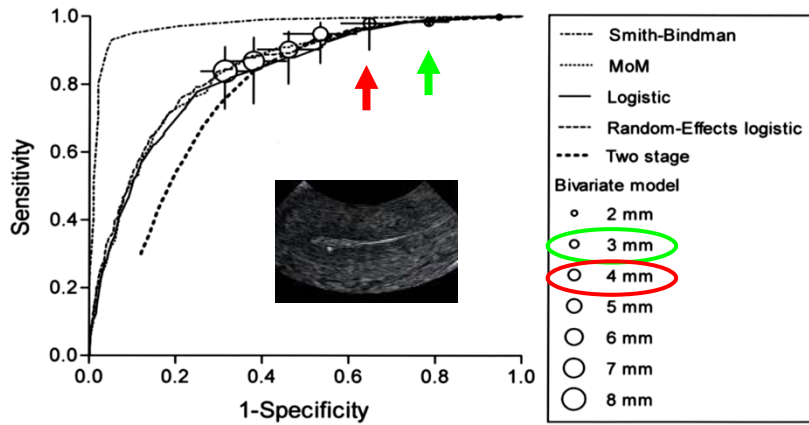 1.0
0.8
0.6
0.4
0.2
0.0
Sensitivity
0.0 0.2 0.4 0.6 0.8 1.0
1-Specificity
Smith-Bindman
MoM
Logistic
Random-Effects logistic
Two stage
Bivariate model
2 mm
3 mm
4 mm
5 mm
6 mm
7 mm
8 mm